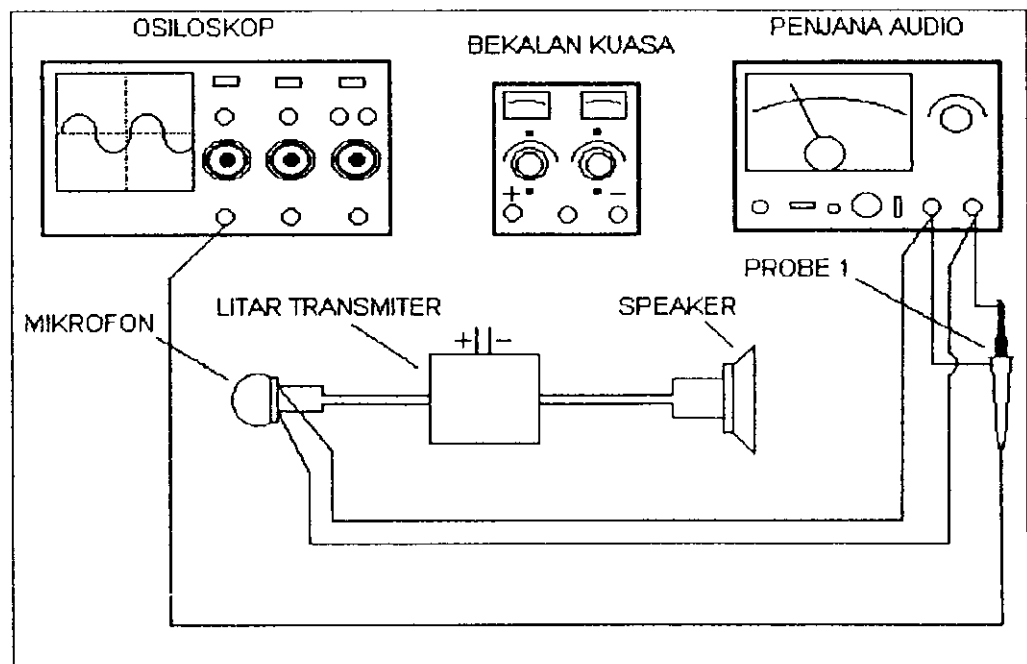 OSILOSKOP
BEKALAN KUASA
PENJANA AUDIO
+ -
PROBE 1
LITAR TRANSMITER
SPEAKER
MIKROFON
+ -